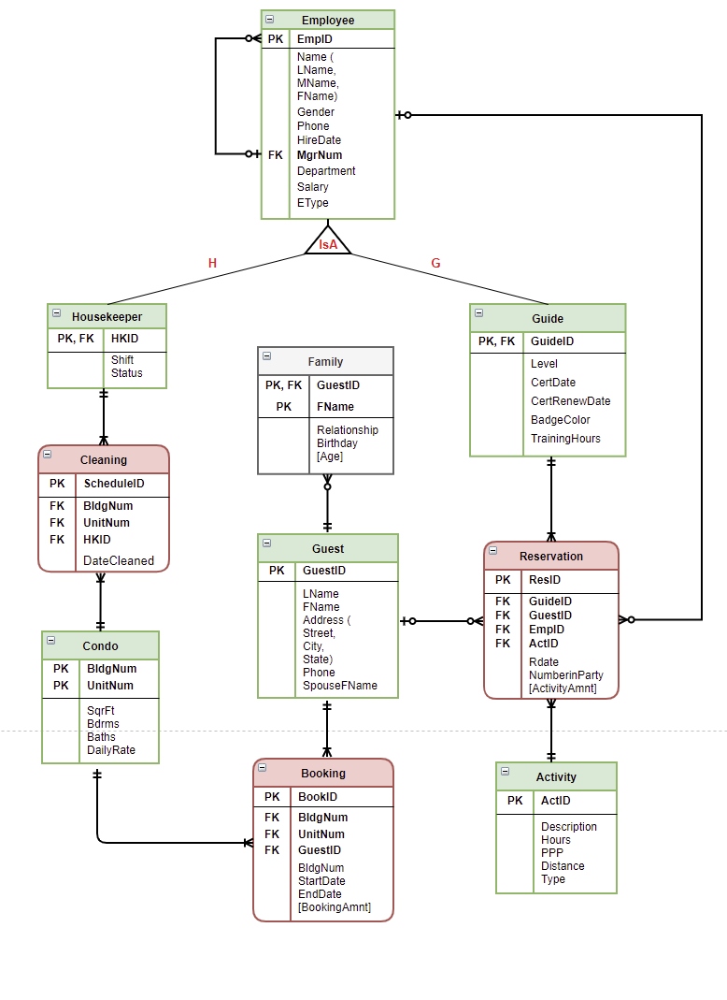 Employee
PK EmpID
Name (
LName,
MName,
FName)
Gender
Phone
HireDate
FK MgrNum
Department
Salary
EType
IsA
H
G
Housekeeper
PK, FK HKID
Shift
Status
Guide
PK, FK GuideID
Level
CertDate
CertRenewDate
BadgeColor
TrainingHours
Family
PK, FK GuestID
PK FName
Relationship
Birthday
[Age]
Cleaning
PK ScheduleID
FK BldgNum
FK UnitNum
FK HKID
DateCleaned
Guest
PK GuestID
LName
FName
Address (
Street,
City,
State)
Phone
SpouseFName
Reservation
PK ResID
FK GuideID
FK GuestID
FK EmpID
FK ActID
Rdate
NumberinParty
[ActivityAmnt]
Condo
PK BldgNum
PK UnitNum
SqrFt
Bdrms
Baths
DailyRate
Booking
PK BookID
FK BldgNum
FK UnitNum
FK GuestID
BldgNum
StartDate
EndDate
[BookingAmnt]
Activity
PK ActID
Description
Hours
PPP
Distance
Type